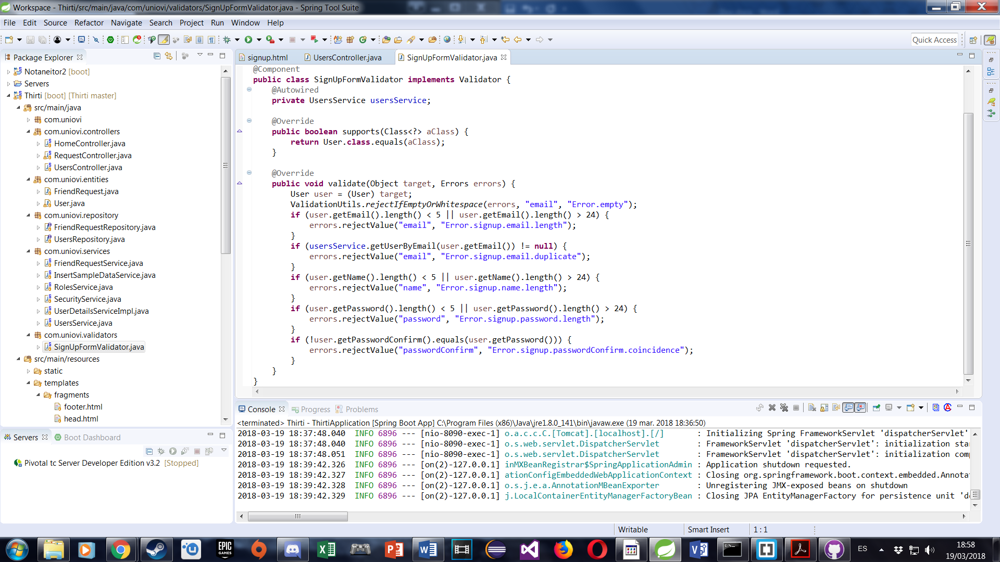 Workspace - Thirti/src/main/java/com/uniovi/validators/SignUpFormValidator.java - Spring Tool Suite
File Edit Source Refactor Navigate Search Project Run Window Help
Quick Access
Package Explorer
Notaneitor2 [boot]
Servers
Thirti [boot] [Thirti master]
src/main/java
com.uniovi
com.uniovi.controllers
HomeController.java
RequestController.java
UsersController.java
com.uniovi.entities
FriendRequest.java
User.java
com.uniovi.repository
FriendRequestRepository.java
UsersRepository.java
com.uniovi.services
FriendRequestService.java
InsertSampleDataService.java
RolesService.java
SecurityService.java
UserDetailsServiceImpl.java
UsersService.java
com.uniovi.validators
SignUpFormValidator.java
src/main/resources
static
templates
fragments
footer.html
head.html
Servers Boot Dashboard
Pivotal tc Server Developer Edition v3.2 [Stopped]
signup.html UsersController.java SignUpFormValidator.java
@Component
public class SignUpFormValidator implements Validator {
@Autowired
private UsersService usersService;
@Override
public boolean supports(Class<?> aClass) {
return User.class.equals(aClass);
}
@Override
public void validate(Object target, Errors errors) {
User user = (User) target;
ValidationUtils.rejectIfEmptyOrWhitespace(errors, "email", "Error.empty");
if (user.getEmail().length() < 5 || user.getEmail().length() > 24) {
errors.rejectValue("email", "Error.signup.email.length");
}
if (usersService.getUserByEmail(user.getEmail()) != null) {
errors.rejectValue("email", "Error.signup.email.duplicate");
}
if (user.getName().length() < 5 || user.getName().length() > 24) {
errors.rejectValue("name", "Error.signup.name.length");
}
if (user.getPassword().length() < 5 || user.getPassword().length() > 24) {
errors.rejectValue("password", "Error.signup.password.length");
}
if (!user.getPasswordConfirm().equals(user.getPassword())) {
errors.rejectValue("passwordConfirm", "Error.signup.passwordConfirm.coincidence");
}
}
}
Console Progress Problems
<terminated> Thirti - ThirtiApplication [Spring Boot App] C:\Program Files (x86)\Java\jre1.8.0_141\bin\javaw.exe (19 mar. 2018 18:36:50)
2018-03-19 18:37:48.040 INFO 6896 --- [nio-8090-exec-1] o.a.c.c.C.[Tomcat].[localhost].[/] : Initializing Spring FrameworkServlet 'dispatcherServlet'
2018-03-19 18:37:48.040 INFO 6896 --- [nio-8090-exec-1] o.s.web.servlet.DispatcherServlet : FrameworkServlet 'dispatcherServlet': initialization sta
2018-03-19 18:37:48.051 INFO 6896 --- [nio-8090-exec-1] o.s.web.servlet.DispatcherServlet : FrameworkServlet 'dispatcherServlet': initialization com
2018-03-19 18:39:42.326 INFO 6896 --- [on(2)-127.0.0.1] inMXBeanRegistrar$SpringApplicationAdmin : Application shutdown requested.
2018-03-19 18:39:42.327 INFO 6896 --- [on(2)-127.0.0.1] ationConfigEmbeddedWebApplicationContext : Closing org.springframework.boot.context.embedded.Annota
2018-03-19 18:39:42.328 INFO 6896 --- [on(2)-127.0.0.1] o.s.j.e.a.AnnotationMBeanExporter : Unregistering JMX-exposed beans on shutdown
2018-03-19 18:39:42.329 INFO 6896 --- [on(2)-127.0.0.1] j.LocalContainerEntityManagerFactoryBean : Closing JPA EntityManagerFactory for persistence unit 'de
Writable Smart Insert 1 : 1
EPIC GAMES
ES
18:58
19/03/2018